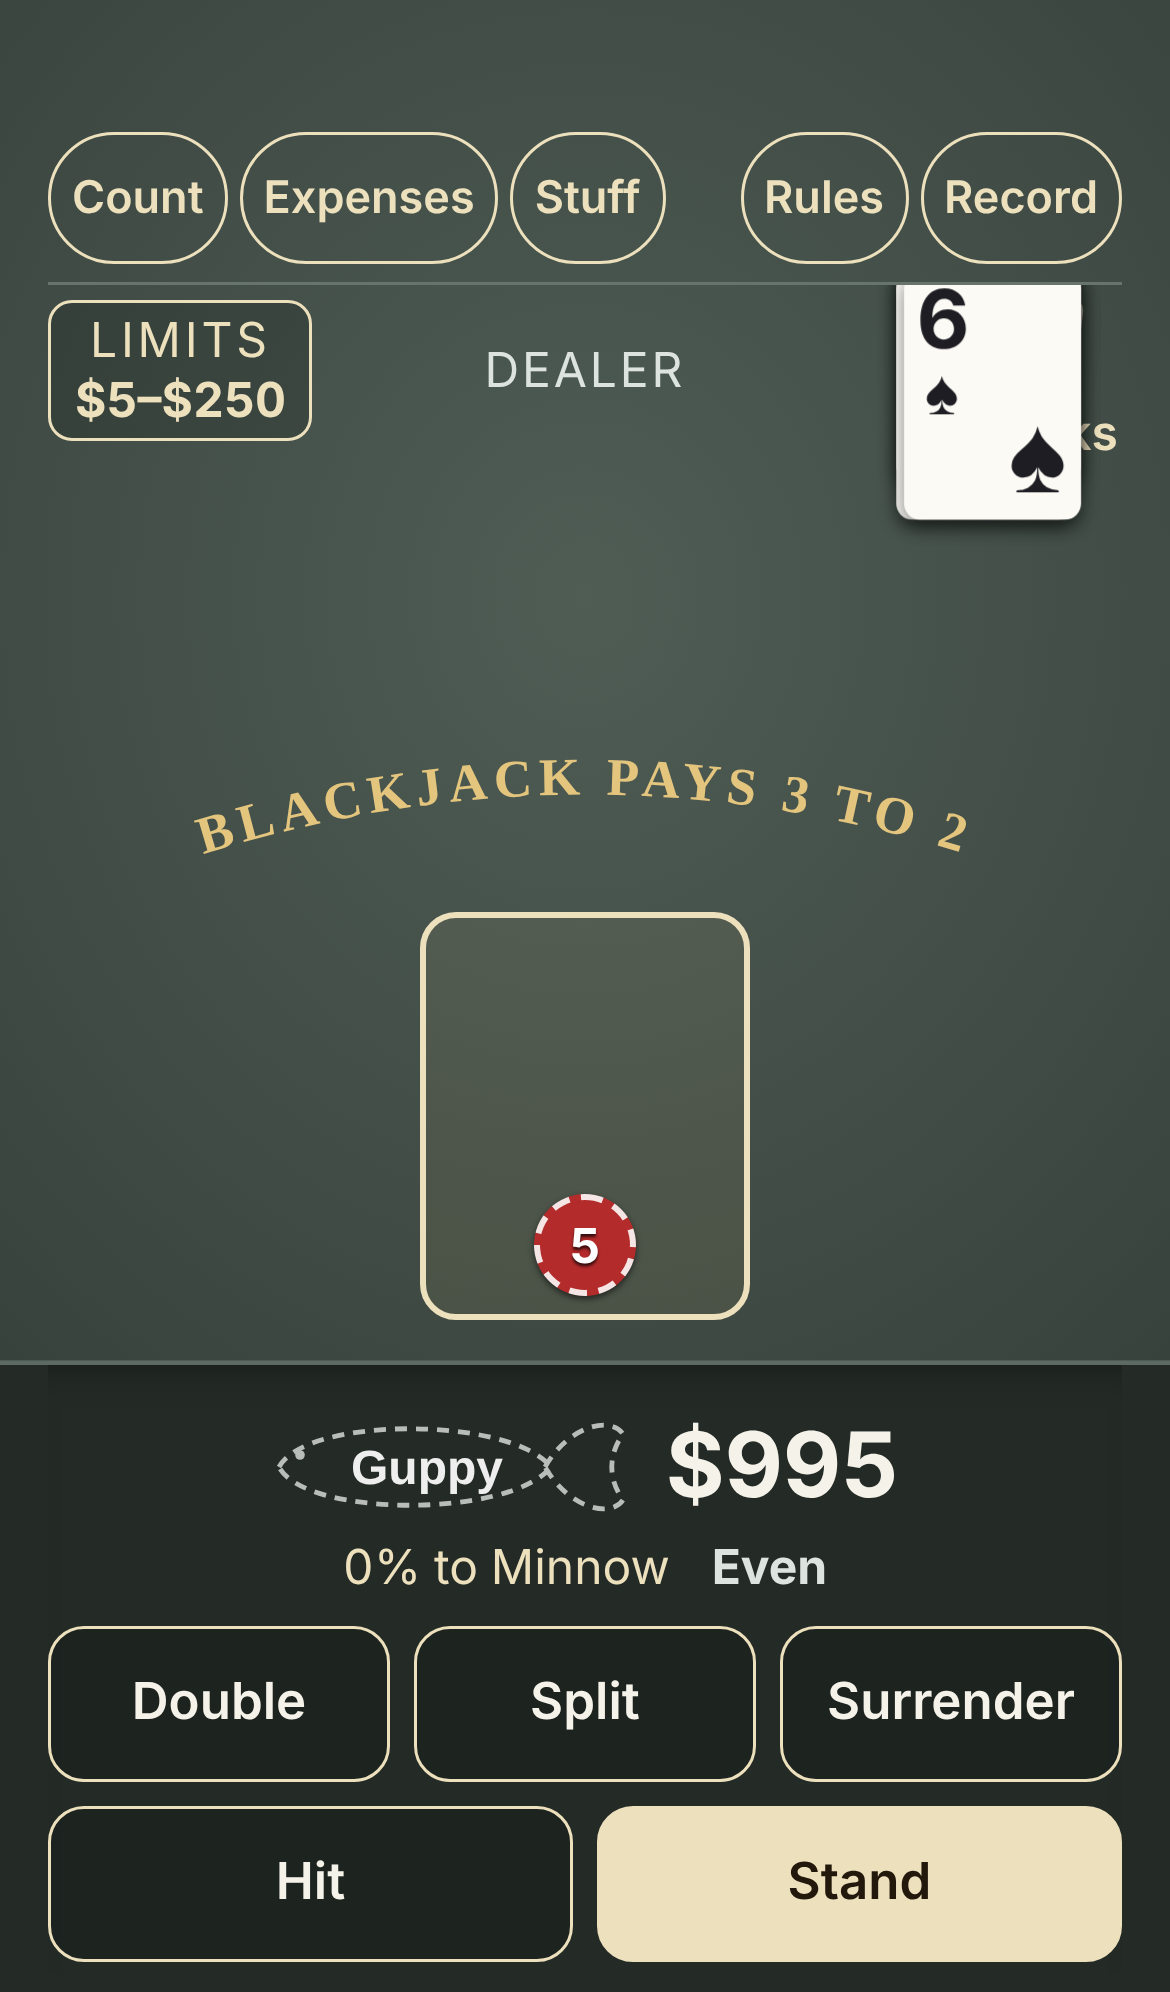 Count Expenses Stuff Rules Record
LIMITS
$5–$250
DEALER
6
BLACKJACK PAYS 3 TO 2
5
Guppy $995
0% to Minnow Even
Double Split Surrender
Hit Stand